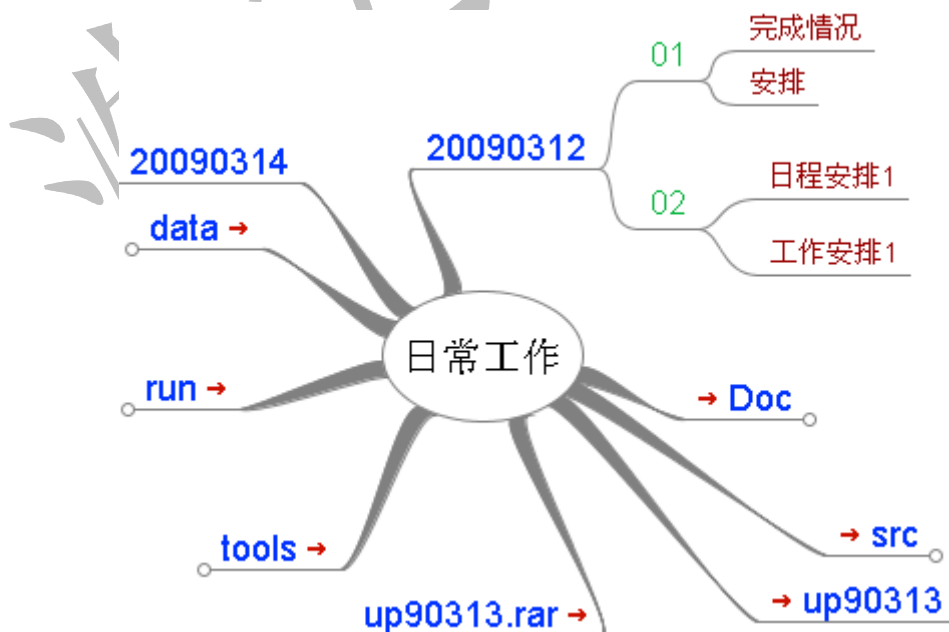 完成情况
01
安排
20090312
20090314
日程安排1
02
data
工作安排1
日常工作
run
Doc
src
tools
up90313
up90313.rar